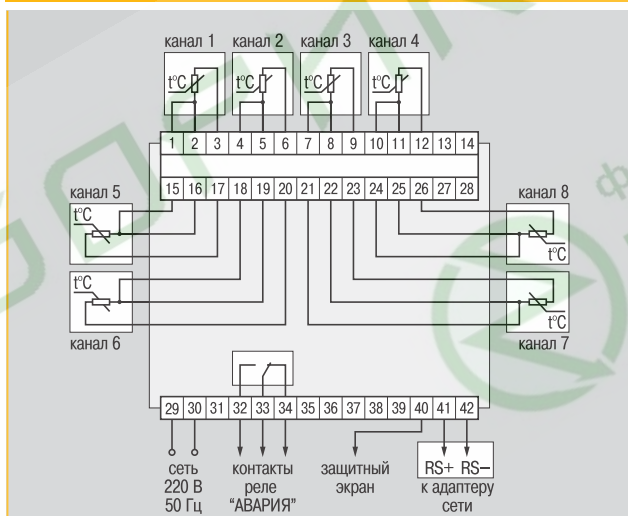 канал 1 канал 2 канал 3 канал 4
t°C t°C t°C t°C
1 2 3 4 5 6 7 8 9 10 11 12 13 14
15 16 17 18 19 20 21 22 23 24 25 26 27 28
канал 5 канал 8
t°C t°C
t°C t°C
канал 6 канал 7
29 30 31 32 33 34 35 36 37 38 39 40 41 42
RS+ RS–
сеть контакты защитный к адаптеру
220 В реле экран сети
50 Гц "АВАРИЯ"